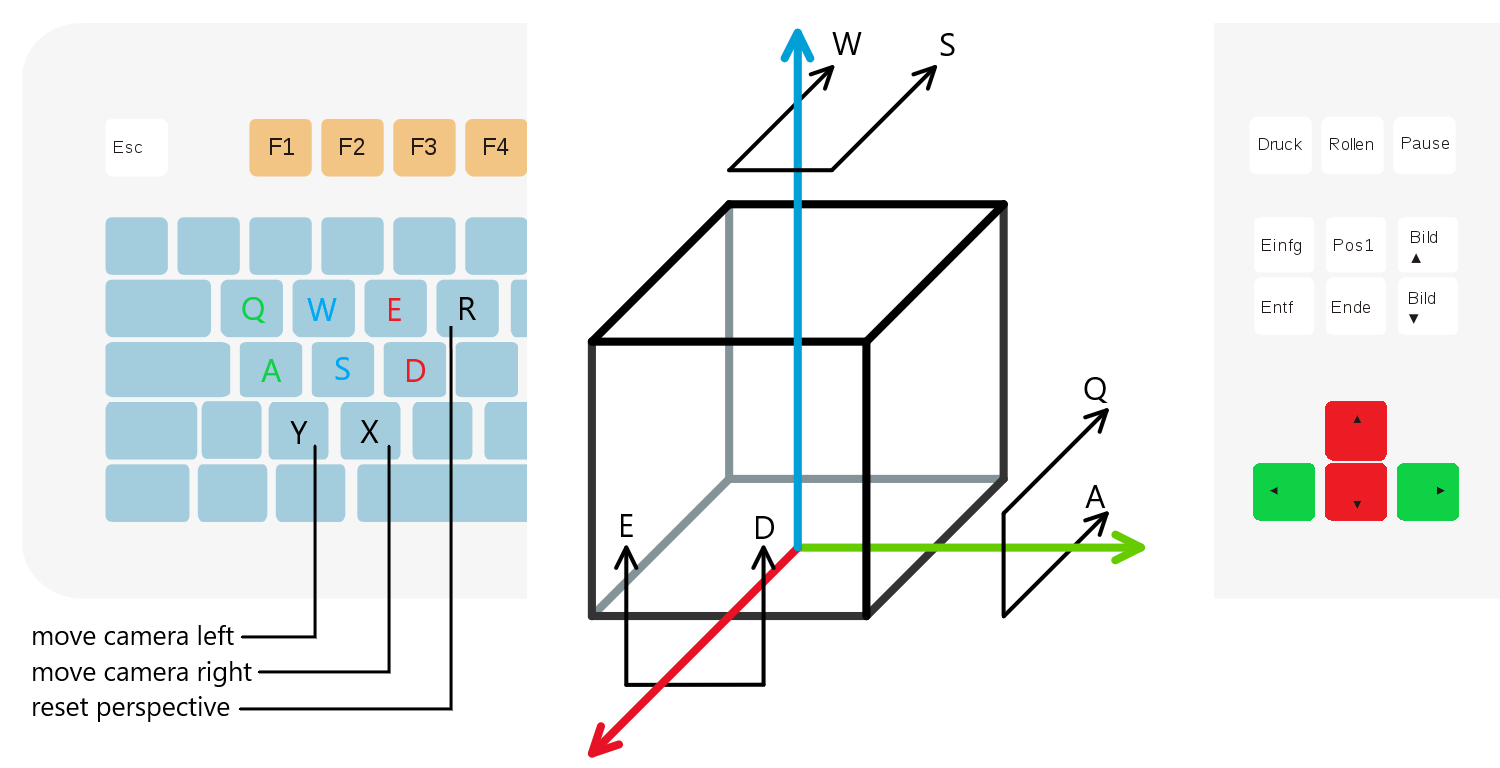 Esc
F1 F2 F3 F4
Q W E R
A S D
Y X
move camera left
move camera right
reset perspective
W S
Q
A
E D
Druck Rollen Pause
Einfg Pos1 Bild ▲
Entf Ende Bild ▼
▲
◄ ▼ ►